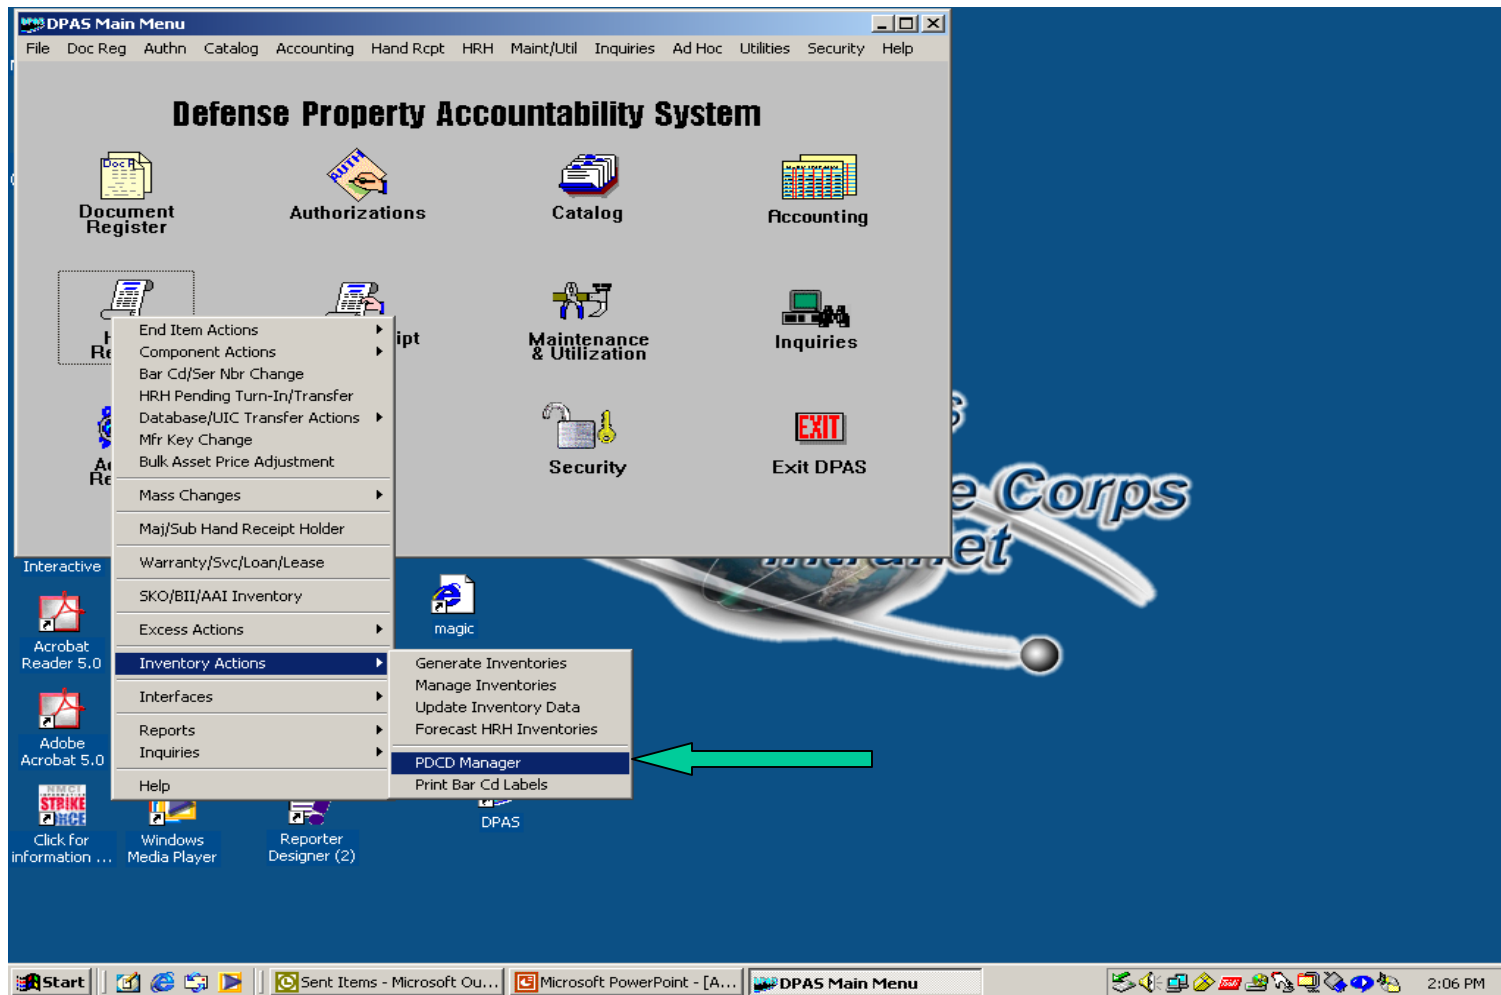 DPAS Main Menu
File Doc Reg Authn Catalog Accounting Hand Rcpt HRH Maint/Util Inquiries Ad Hoc Utilities Security Help
Defense Property Accountability System
Document
Register
Authorizations
Catalog
Accounting
Maintenance
& Utilization
Inquiries
Security
EXIT
Exit DPAS
End Item Actions
Component Actions
Bar Cd/Ser Nbr Change
HRH Pending Turn-In/Transfer
Database/UIC Transfer Actions
Mfr Key Change
Bulk Asset Price Adjustment
Mass Changes
Maj/Sub Hand Receipt Holder
Warranty/Svc/Loan/Lease
SKO/BII/AAI Inventory
Excess Actions
Inventory Actions
Interfaces
Reports
Inquiries
Help
Generate Inventories
Manage Inventories
Update Inventory Data
Forecast HRH Inventories
PDCD Manager
Print Bar Cd Labels
Corps
Interactive
Acrobat
Reader 5.0
Adobe
Acrobat 5.0
magic
Click for
information ...
Windows
Media Player
Reporter
Designer (2)
DPAS
Start
Sent Items - Microsoft Ou...
Microsoft PowerPoint - [A...
DPAS Main Menu
2:06 PM